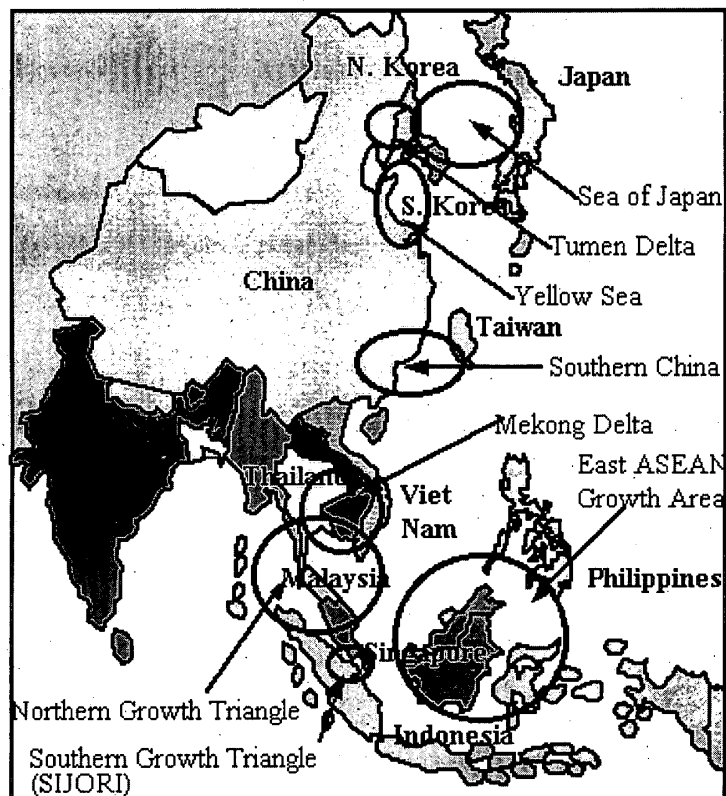 N. Korea
Japan
Sea of Japan
S. Korea
Tumen Delta
China
Yellow Sea
Taiwan
Southern China
Mekong Delta
East ASEAN
Growth Area
Thailand
Viet
Nam
Malaysia
Philippines
Singapore
Northern Growth Triangle
Indonesia
Southern Growth Triangle
(SIJORI)